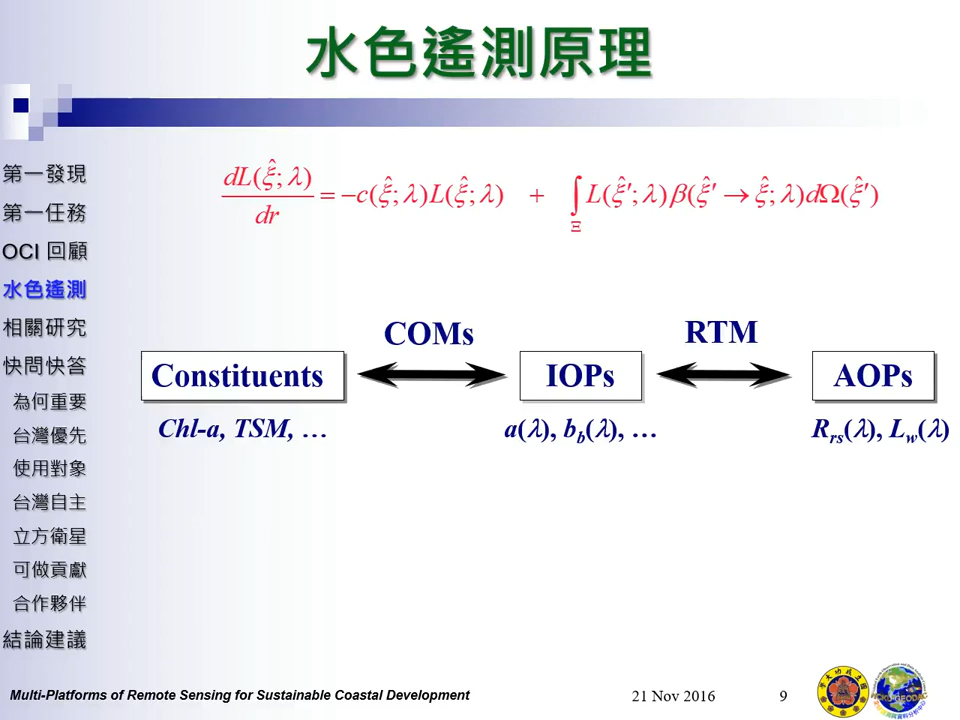 水色遙測原理
第一發現
第一任務
OCI 回顧
水色遙測
相關研究
快問快答
為何重要
台灣優先
使用對象
台灣自主
立方衛星
可做貢獻
合作夥伴
結論建議
dL(ξ̂; λ)/dr = −c(ξ̂; λ)L(ξ̂; λ) + ∫_Ξ L(ξ̂′; λ)β(ξ̂′ → ξ̂; λ)dΩ(ξ̂′)
COMs RTM
Constituents IOPs AOPs
Chl-a, TSM, … a(λ), b_b(λ), … R_rs(λ), L_w(λ)
Multi-Platforms of Remote Sensing for Sustainable Coastal Development 21 Nov 2016 9